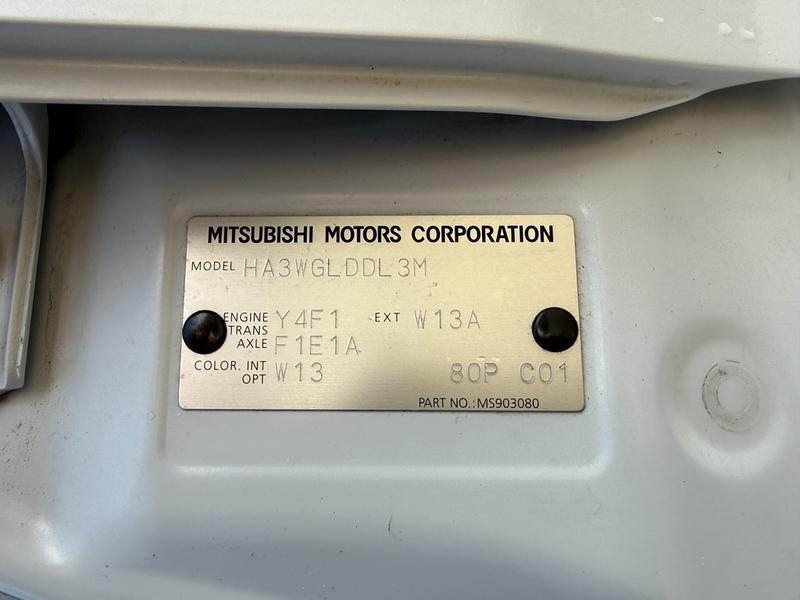 MITSUBISHI MOTORS CORPORATION
MODEL HA3WGLDDL3M
ENGINE Y4F1 EXT W13A
TRANS
AXLE F1E1A
COLOR. INT W13 80P C01
OPT
PART NO.: MS903080